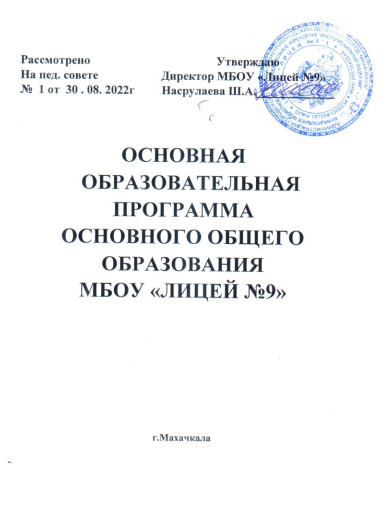 Рассмотрено Утверждаю
На пед. совете Директор МБОУ «Лицей №9»
№ 1 от 30 . 08. 2022г Насрулаева Ш.А.
ОСНОВНАЯ
ОБРАЗОВАТЕЛЬНАЯ
ПРОГРАММА
ОСНОВНОГО ОБЩЕГО
ОБРАЗОВАНИЯ
МБОУ «ЛИЦЕЙ №9»
г.Махачкала